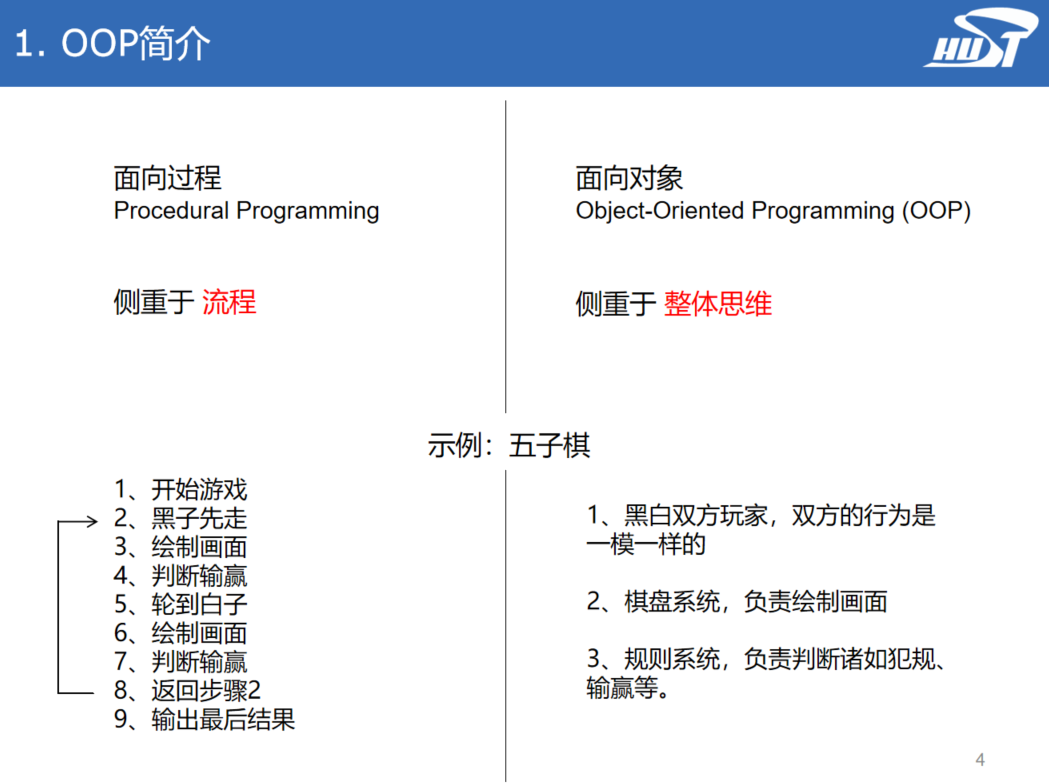 1. OOP简介
HUST
面向过程
Procedural Programming
侧重于 流程
面向对象
Object-Oriented Programming (OOP)
侧重于 整体思维
示例：五子棋
1、开始游戏
2、黑子先走
3、绘制画面
4、判断输赢
5、轮到白子
6、绘制画面
7、判断输赢
8、返回步骤2
9、输出最后结果
1、黑白双方玩家，双方的行为是
一模一样的
2、棋盘系统，负责绘制画面
3、规则系统，负责判断诸如犯规、
输赢等。
4